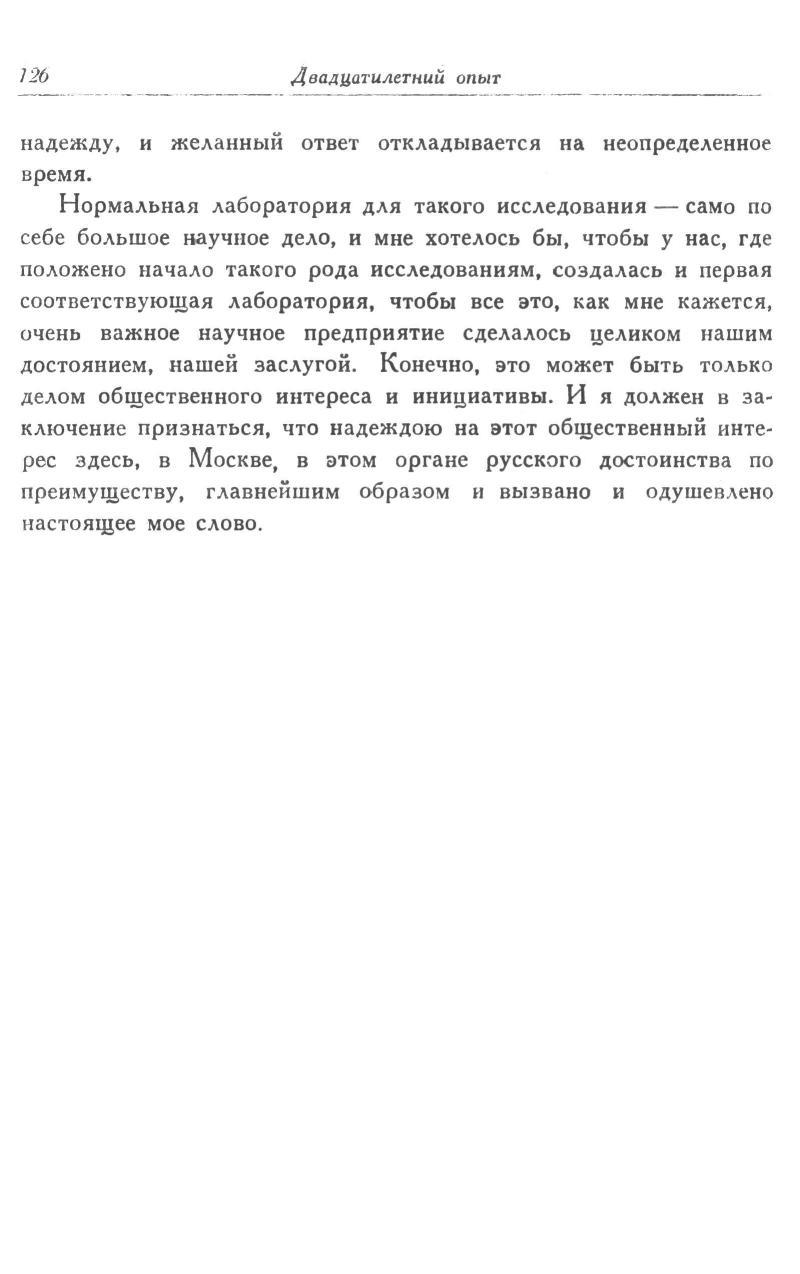 126 Двадцатилетний опыт
надежду, и желанный ответ откладывается на неопределенное
время.
Нормальная лаборатория для такого исследования — само по
себе большое научное дело, и мне хотелось бы, чтобы у нас, где
положено начало такого рода исследованиям, создалась и первая
соответствующая лаборатория, чтобы все это, как мне кажется,
очень важное научное предприятие сделалось целиком нашим
достоянием, нашей заслугой. Конечно, это может быть только
делом общественного интереса и инициативы. И я должен в за-
ключение признаться, что надеждою на этот общественный инте-
рес здесь, в Москве, в этом органе русского достоинства по
преимуществу, главнейшим образом и вызвано и одушевлено
настоящее мое слово.